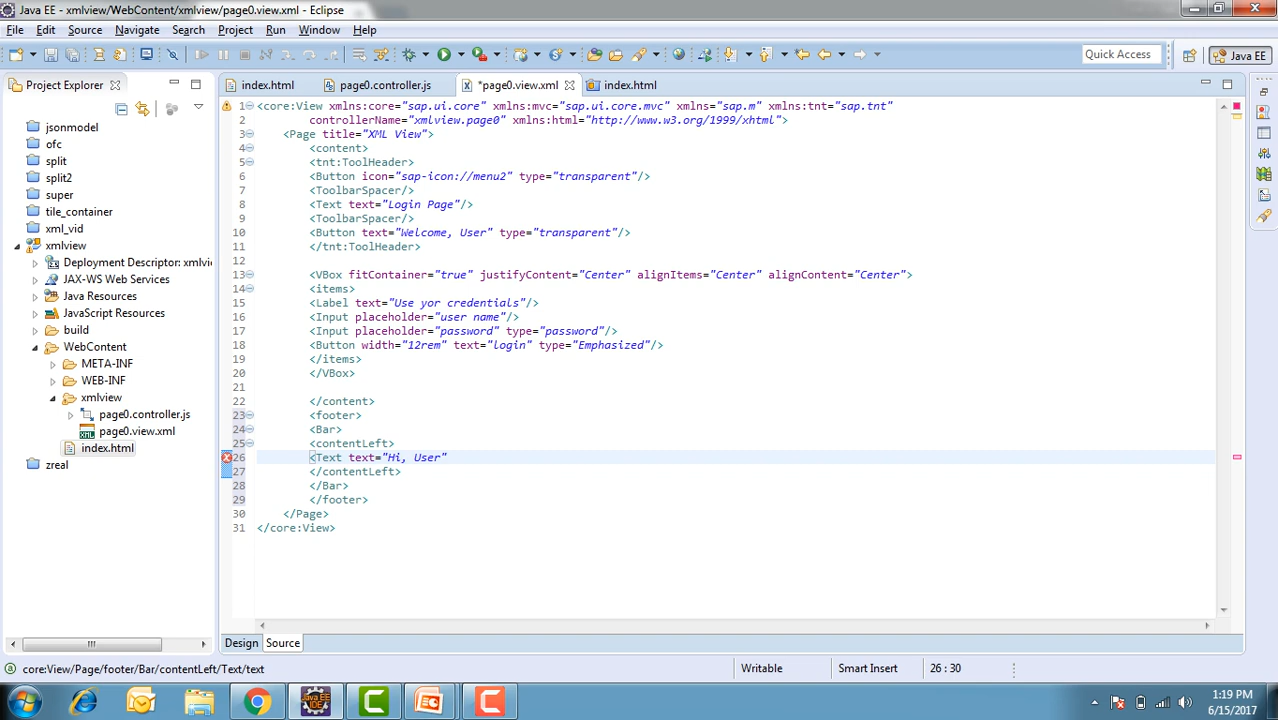 Java EE - xmlview/WebContent/xmlview/page0.view.xml - Eclipse
File Edit Source Navigate Search Project Run Window Help
Quick Access Java EE
Project Explorer
index.html page0.controller.js *page0.view.xml index.html
jsonmodel
ofc
split
split2
super
tile_container
xml_vid
xmlview
Deployment Descriptor: xmlvi
JAX-WS Web Services
Java Resources
JavaScript Resources
build
WebContent
META-INF
WEB-INF
xmlview
page0.controller.js
page0.view.xml
index.html
zreal
1 <core:View xmlns:core="sap.ui.core" xmlns:mvc="sap.ui.core.mvc" xmlns="sap.m" xmlns:tnt="sap.tnt"
2 controllerName="xmlview.page0" xmlns:html="http://www.w3.org/1999/xhtml">
3 <Page title="XML View">
4 <content>
5 <tnt:ToolHeader>
6 <Button icon="sap-icon://menu2" type="transparent"/>
7 <ToolbarSpacer/>
8 <Text text="Login Page"/>
9 <ToolbarSpacer/>
10 <Button text="Welcome, User" type="transparent"/>
11 </tnt:ToolHeader>
12
13 <VBox fitContainer="true" justifyContent="Center" alignItems="Center" alignContent="Center">
14 <items>
15 <Label text="Use yor credentials"/>
16 <Input placeholder="user name"/>
17 <Input placeholder="password" type="password"/>
18 <Button width="12rem" text="login" type="Emphasized"/>
19 </items>
20 </VBox>
21
22 </content>
23 <footer>
24 <Bar>
25 <contentLeft>
26 <Text text="Hi, User"
27 </contentLeft>
28 </Bar>
29 </footer>
30 </Page>
31 </core:View>
Design Source
core:View/Page/footer/Bar/contentLeft/Text/text Writable Smart Insert 26 : 30
1:19 PM
6/15/2017